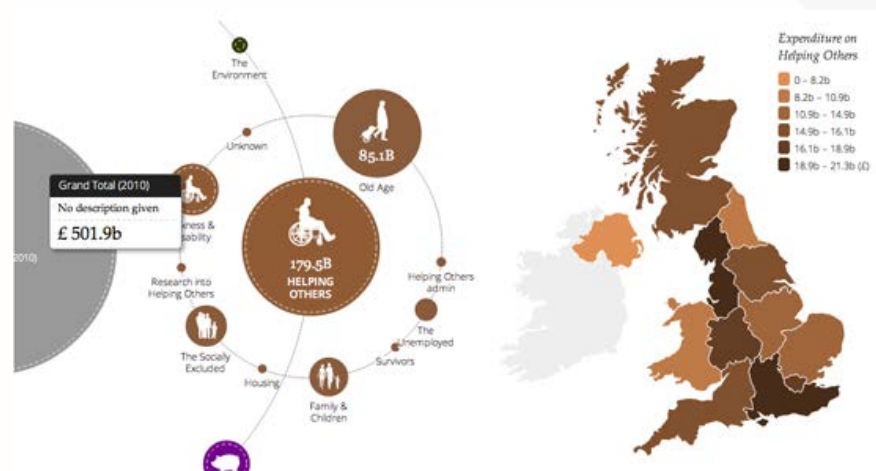 The
Environment
Unknown
85.1B
Old Age
Grand Total (2010)
No description given
£ 501.9b
kness &
sability
2010)
179.5B
HELPING
OTHERS
Research into
Helping Others
Helping Others
admin
The
Unemployed
The Socially
Excluded
Survivors
Housing
Family &
Children
Expenditure on
Helping Others
0 – 8.2b
8.2b – 10.9b
10.9b – 14.9b
14.9b – 16.1b
16.1b – 18.9b
18.9b – 21.3b (£)